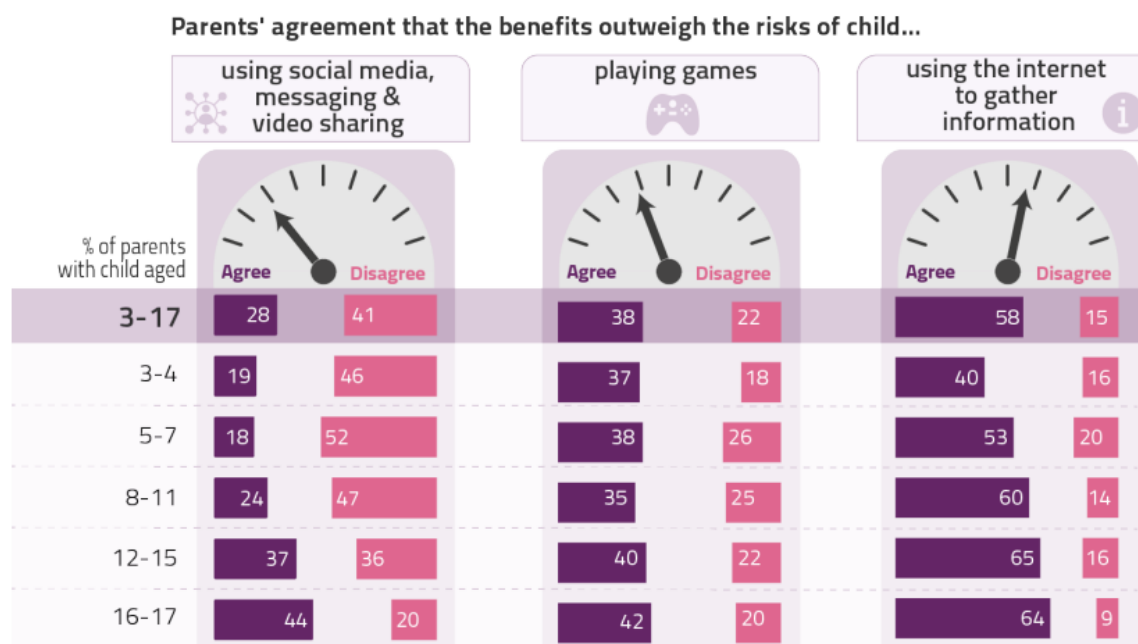 Parents' agreement that the benefits outweigh the risks of child...
using social media,
messaging &
video sharing
playing games
using the internet
to gather
information
i
% of parents
with child aged
Agree Disagree Agree Disagree Agree Disagree
3-17 28 41 38 22 58 15
3-4 19 46 37 18 40 16
5-7 18 52 38 26 53 20
8-11 24 47 35 25 60 14
12-15 37 36 40 22 65 16
16-17 44 20 42 20 64 9